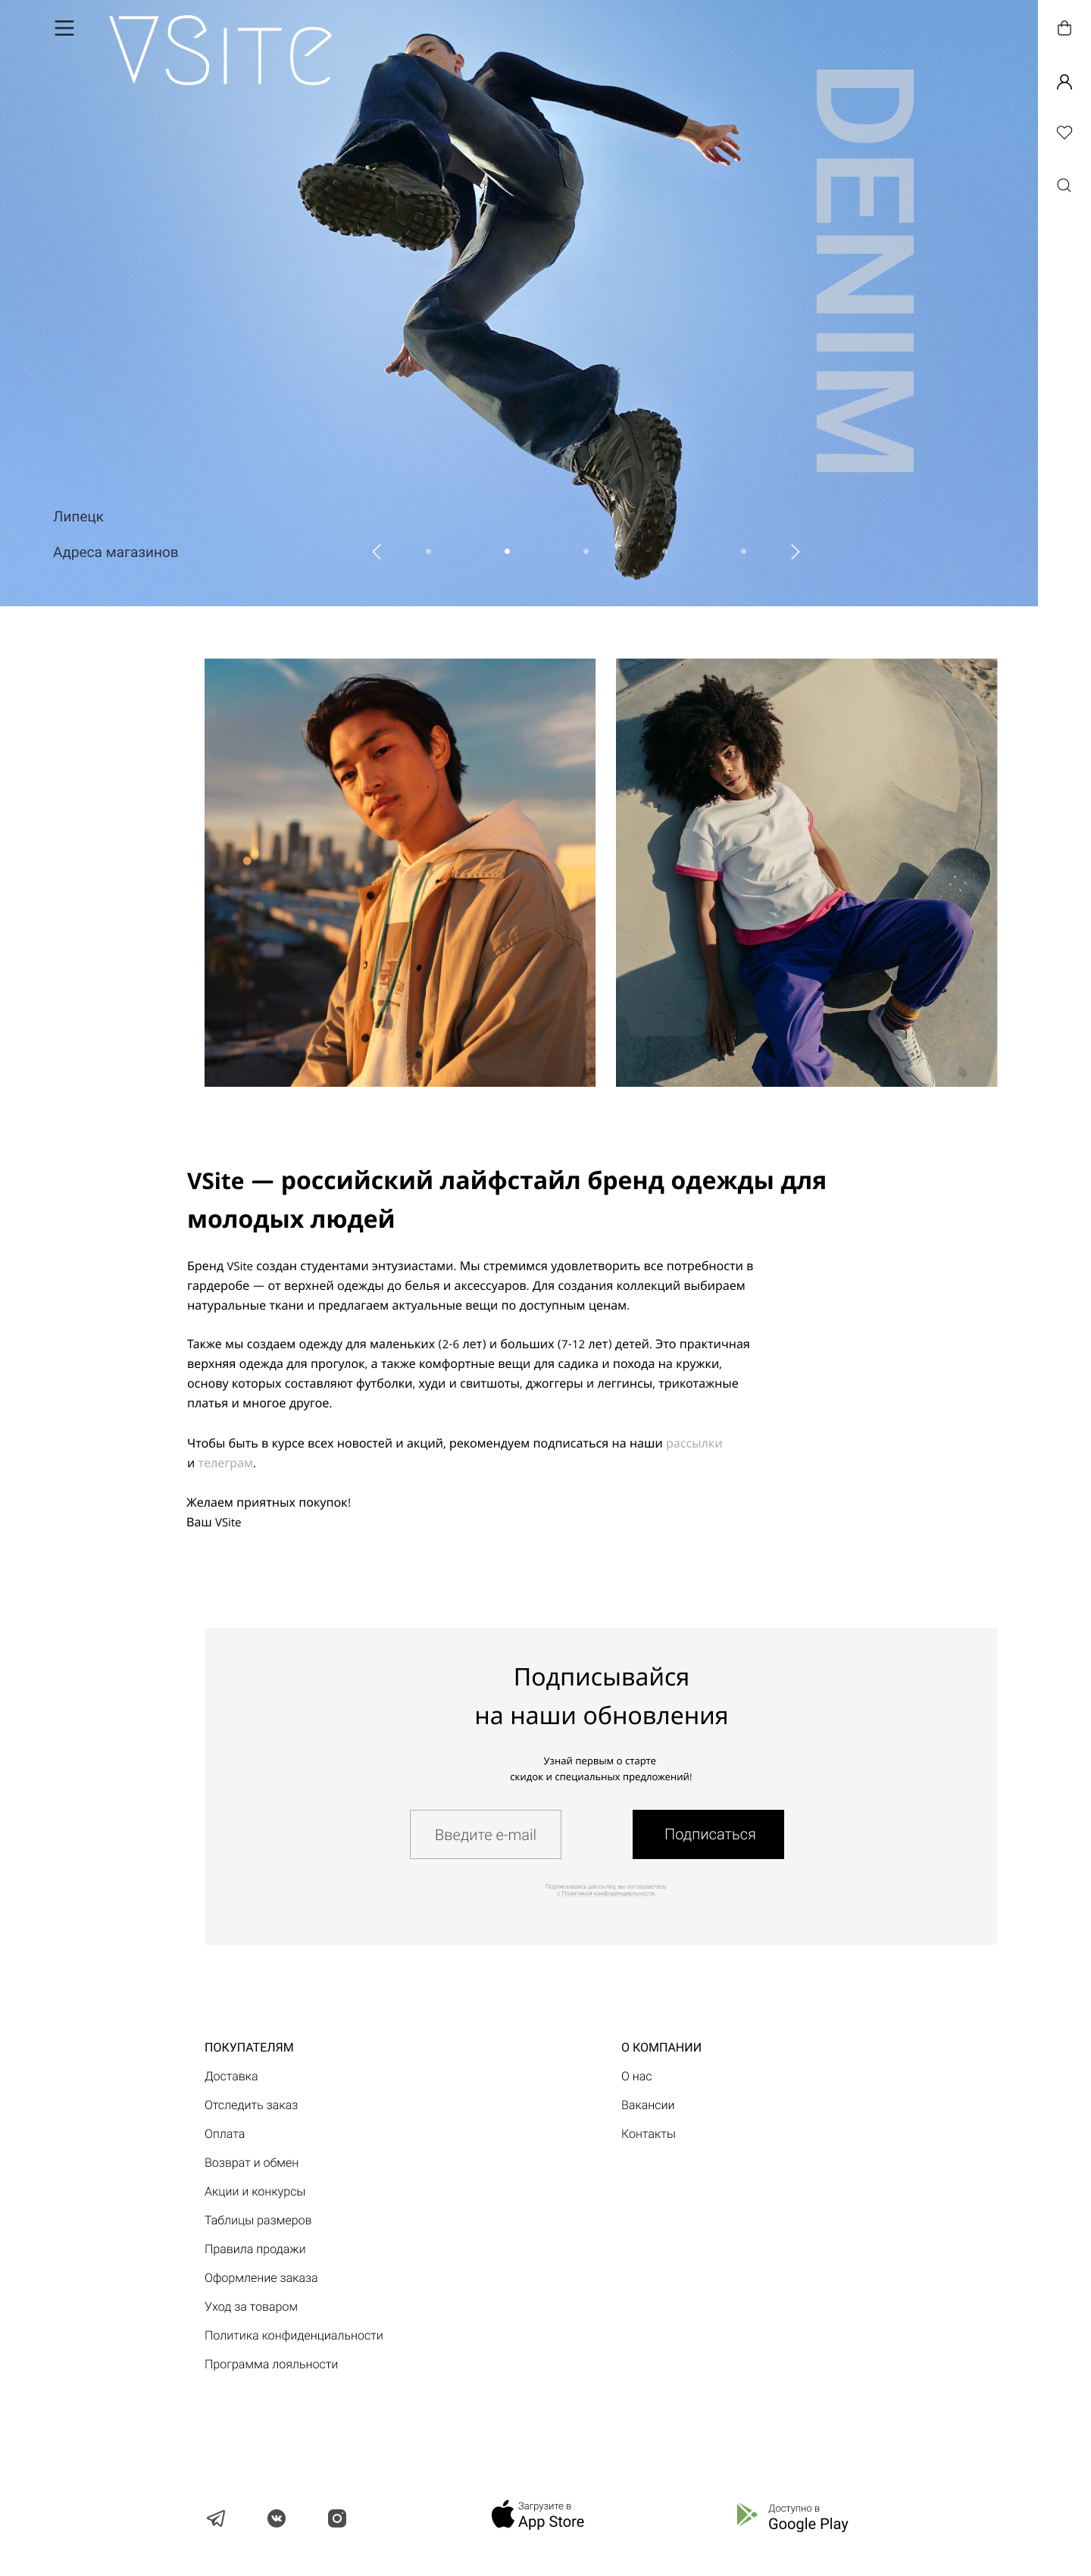 VSite
DENIM
Липецк
Адреса магазинов
VSite — российский лайфстайл бренд одежды для
молодых людей
Бренд VSite создан студентами энтузиастами. Мы стремимся удовлетворить все потребности в
гардеробе — от верхней одежды до белья и аксессуаров. Для создания коллекций выбираем
натуральные ткани и предлагаем актуальные вещи по доступным ценам.
Также мы создаем одежду для маленьких (2-6 лет) и больших (7-12 лет) детей. Это практичная
верхняя одежда для прогулок, а также комфортные вещи для садика и похода на кружки,
основу которых составляют футболки, худи и свитшоты, джоггеры и леггинсы, трикотажные
платья и многое другое.
Чтобы быть в курсе всех новостей и акций, рекомендуем подписаться на наши рассылки
и телеграм.
Желаем приятных покупок!
Ваш VSite
Подписывайся
на наши обновления
Узнай первым о старте
скидок и специальных предложений!
Введите e-mail
Подписаться
Подписываясь рассылку, вы соглашаетесь
с Политикой конфиденциальности.
ПОКУПАТЕЛЯМ
Доставка
Отследить заказ
Оплата
Возврат и обмен
Акции и конкурсы
Таблицы размеров
Правила продажи
Оформление заказа
Уход за товаром
Политика конфиденциальности
Программа лояльности
О КОМПАНИИ
О нас
Вакансии
Контакты
Загрузите в
App Store
Доступно в
Google Play